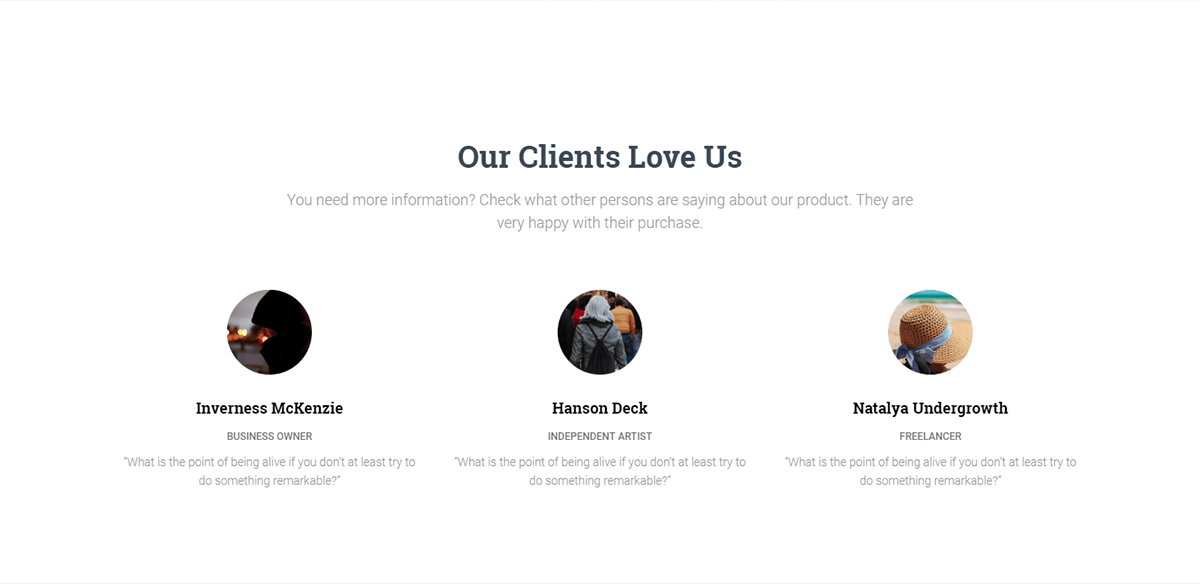 Our Clients Love Us
You need more information? Check what other persons are saying about our product. They are
very happy with their purchase.
Inverness McKenzie
BUSINESS OWNER
“What is the point of being alive if you don’t at least try to
do something remarkable?”
Hanson Deck
INDEPENDENT ARTIST
“What is the point of being alive if you don’t at least try to
do something remarkable?”
Natalya Undergrowth
FREELANCER
“What is the point of being alive if you don’t at least try to
do something remarkable?”